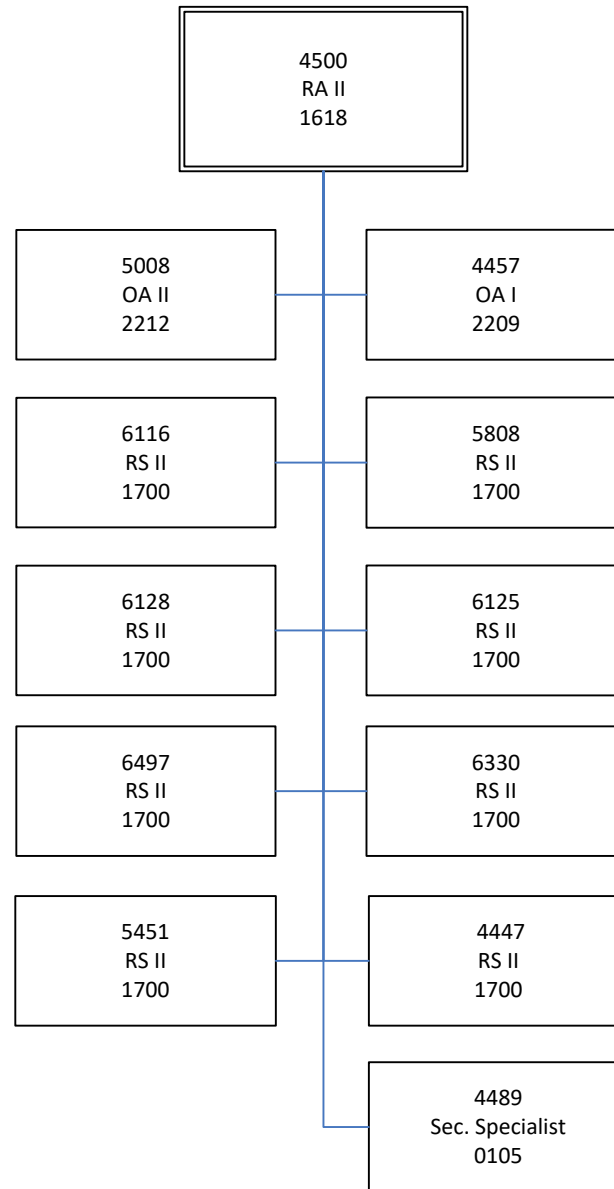 4500
RA II
1618
5008
OA II
2212
4457
OA I
2209
6116
RS II
1700
5808
RS II
1700
6128
RS II
1700
6125
RS II
1700
6497
RS II
1700
6330
RS II
1700
5451
RS II
1700
4447
RS II
1700
4489
Sec. Specialist
0105